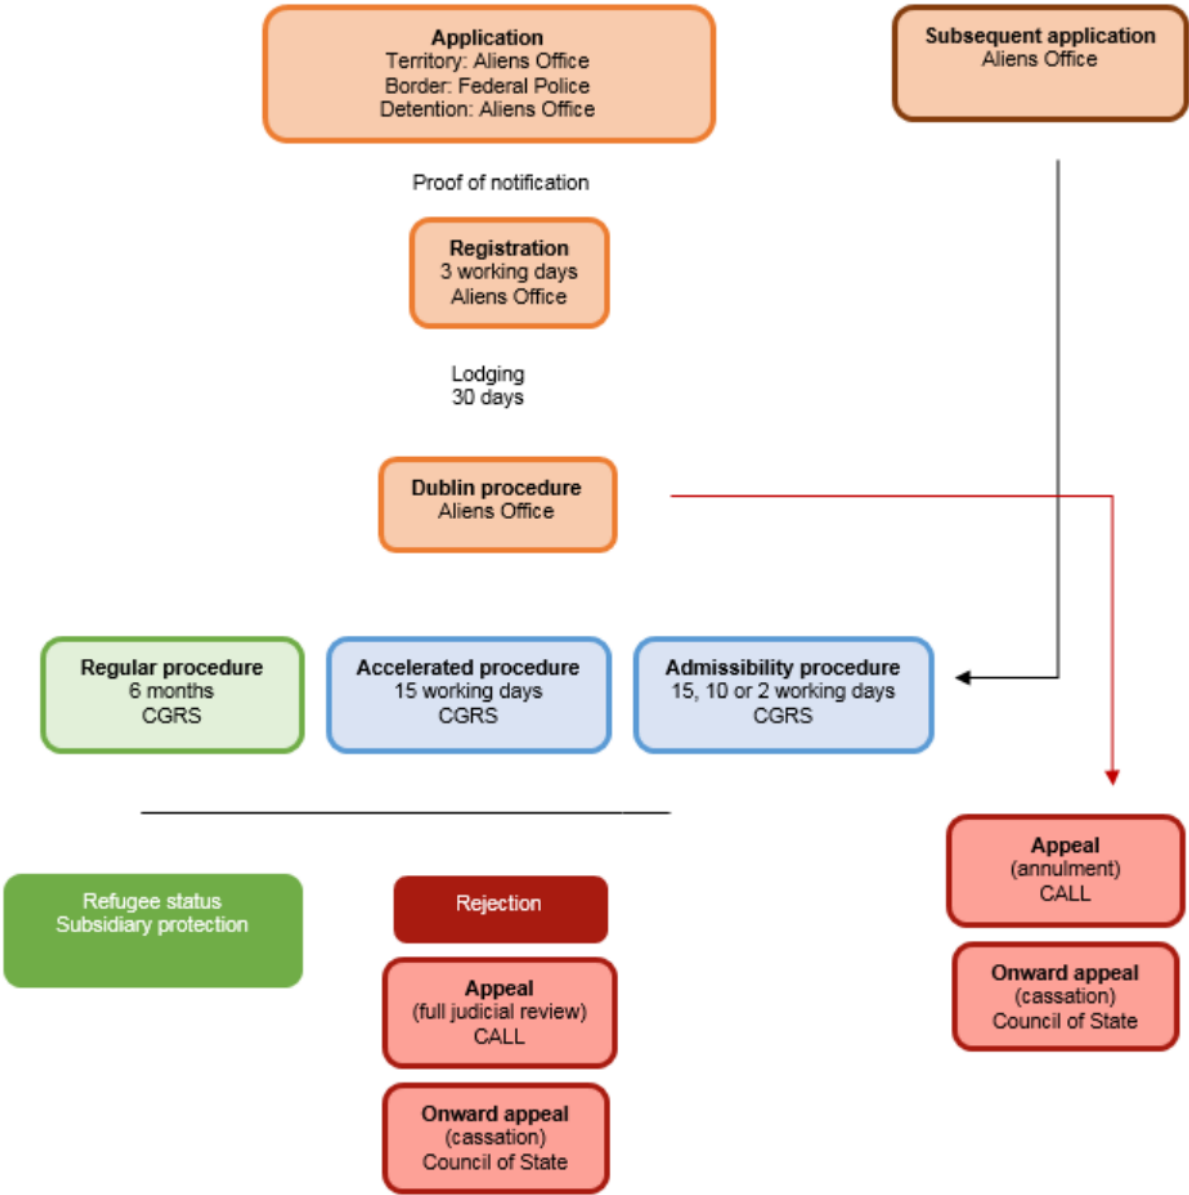 Application
Territory: Aliens Office
Border: Federal Police
Detention: Aliens Office
Subsequent application
Aliens Office
Proof of notification
Registration
3 working days
Aliens Office
Lodging
30 days
Dublin procedure
Aliens Office
Regular procedure
6 months
CGRS
Accelerated procedure
15 working days
CGRS
Admissibility procedure
15, 10 or 2 working days
CGRS
Refugee status
Subsidiary protection
Rejection
Appeal
(full judicial review)
CALL
Onward appeal
(cassation)
Council of State
Appeal
(annulment)
CALL
Onward appeal
(cassation)
Council of State